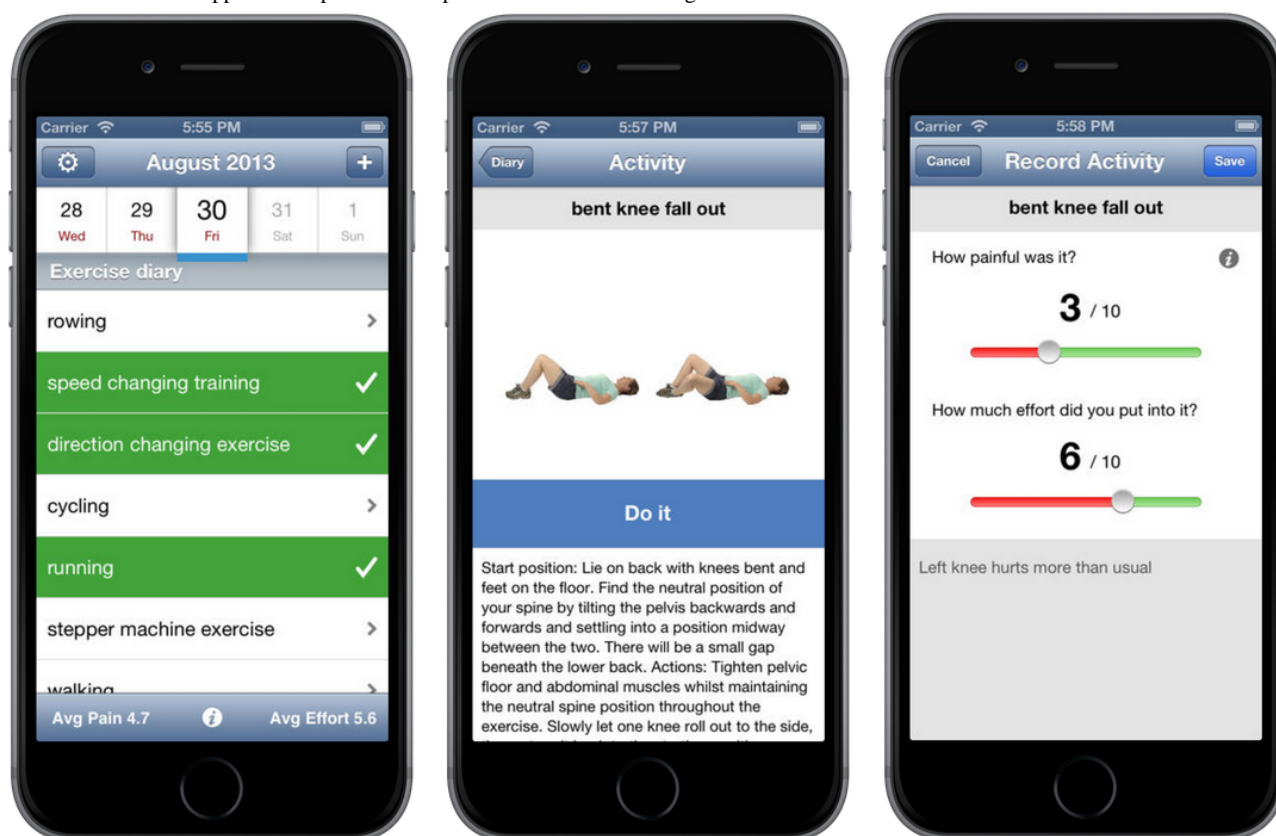 Carrier 5:55 PM
August 2013 +
28 29 30 31 1
Wed Thu Fri Sat Sun
Exercise diary
rowing
speed changing training
direction changing exercise
cycling
running
stepper machine exercise
walking
Avg Pain 4.7 i Avg Effort 5.6
Carrier 5:57 PM
Diary Activity
bent knee fall out
Do it
Start position: Lie on back with knees bent and
feet on the floor. Find the neutral position of
your spine by tilting the pelvis backwards and
forwards and settling into a position midway
between the two. There will be a small gap
beneath the lower back. Actions: Tighten pelvic
floor and abdominal muscles whilst maintaining
the neutral spine position throughout the
exercise. Slowly let one knee roll out to the side,
Carrier 5:58 PM
Cancel Record Activity Save
bent knee fall out
How painful was it? i
3 / 10
How much effort did you put into it?
6 / 10
Left knee hurts more than usual